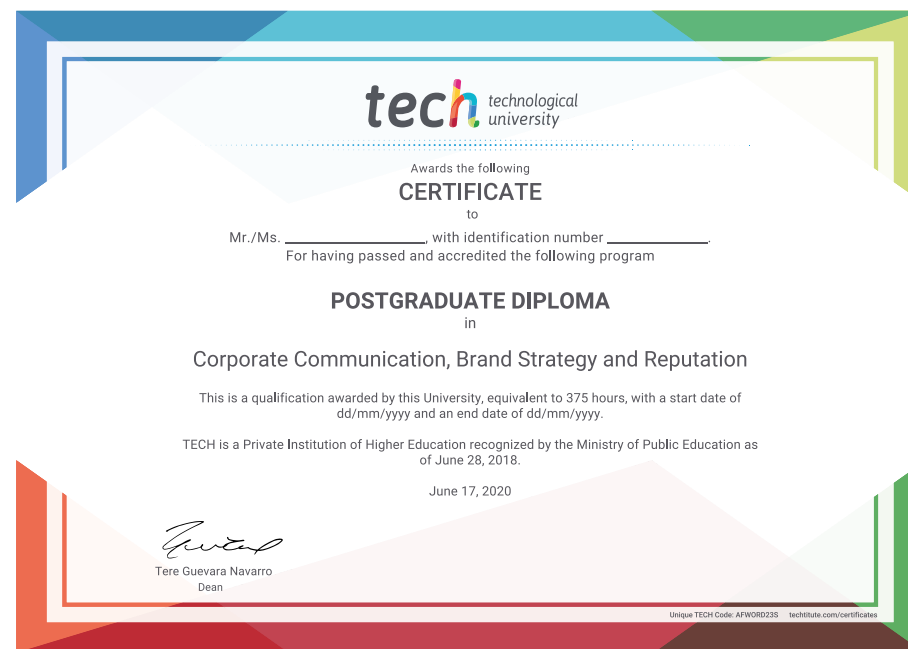 tech technological
university
Awards the following
CERTIFICATE
to
Mr./Ms. ____________________, with identification number ______________.
For having passed and accredited the following program
POSTGRADUATE DIPLOMA
in
Corporate Communication, Brand Strategy and Reputation
This is a qualification awarded by this University, equivalent to 375 hours, with a start date of
dd/mm/yyyy and an end date of dd/mm/yyyy.
TECH is a Private Institution of Higher Education recognized by the Ministry of Public Education as
of June 28, 2018.
June 17, 2020
Tere Guevara Navarro
Dean
Unique TECH Code: AFWORD23S techtitute.com/certificates